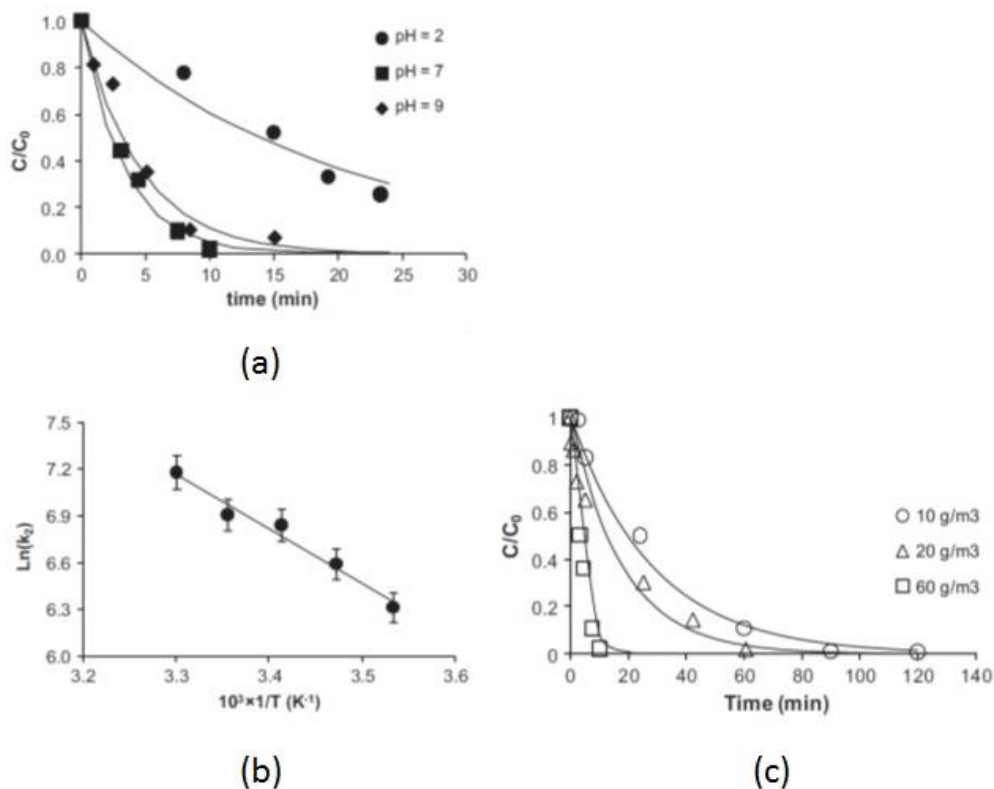 1.0
0.8
0.6
0.4
0.2
0.0
C/C₀
0 5 10 15 20 25 30
time (min)
pH = 2
pH = 7
pH = 9
(a)
7.5
7.2
6.9
6.6
6.3
6.0
Ln(k₂)
3.2 3.3 3.4 3.5 3.6
10³×1/T (K⁻¹)
(b)
1
0.8
0.6
0.4
0.2
0
C/C₀
0 20 40 60 80 100 120 140
Time (min)
10 g/m3
20 g/m3
60 g/m3
(c)